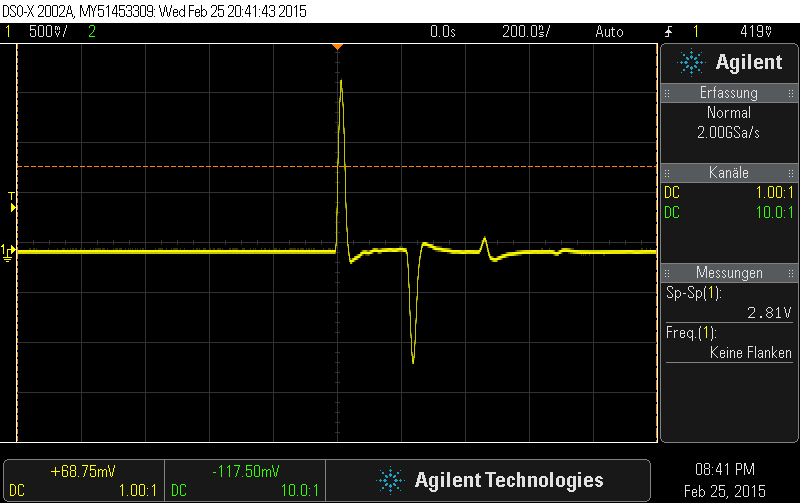 DSO-X 2002A, MY51453309: Wed Feb 25 20:41:43 2015
1 500mV/ 2 0.0s 200.0ns/ Auto 1 419mV
Agilent
Erfassung
Normal
2.00GSa/s
Kanäle
DC 1.00:1
DC 10.0:1
Messungen
Sp-Sp(1):
2.81V
Freq.(1):
Keine Flanken
T
1
+68.75mV
DC 1.00:1
-117.50mV
DC 10.0:1
Agilent Technologies
08:41 PM
Feb 25, 2015